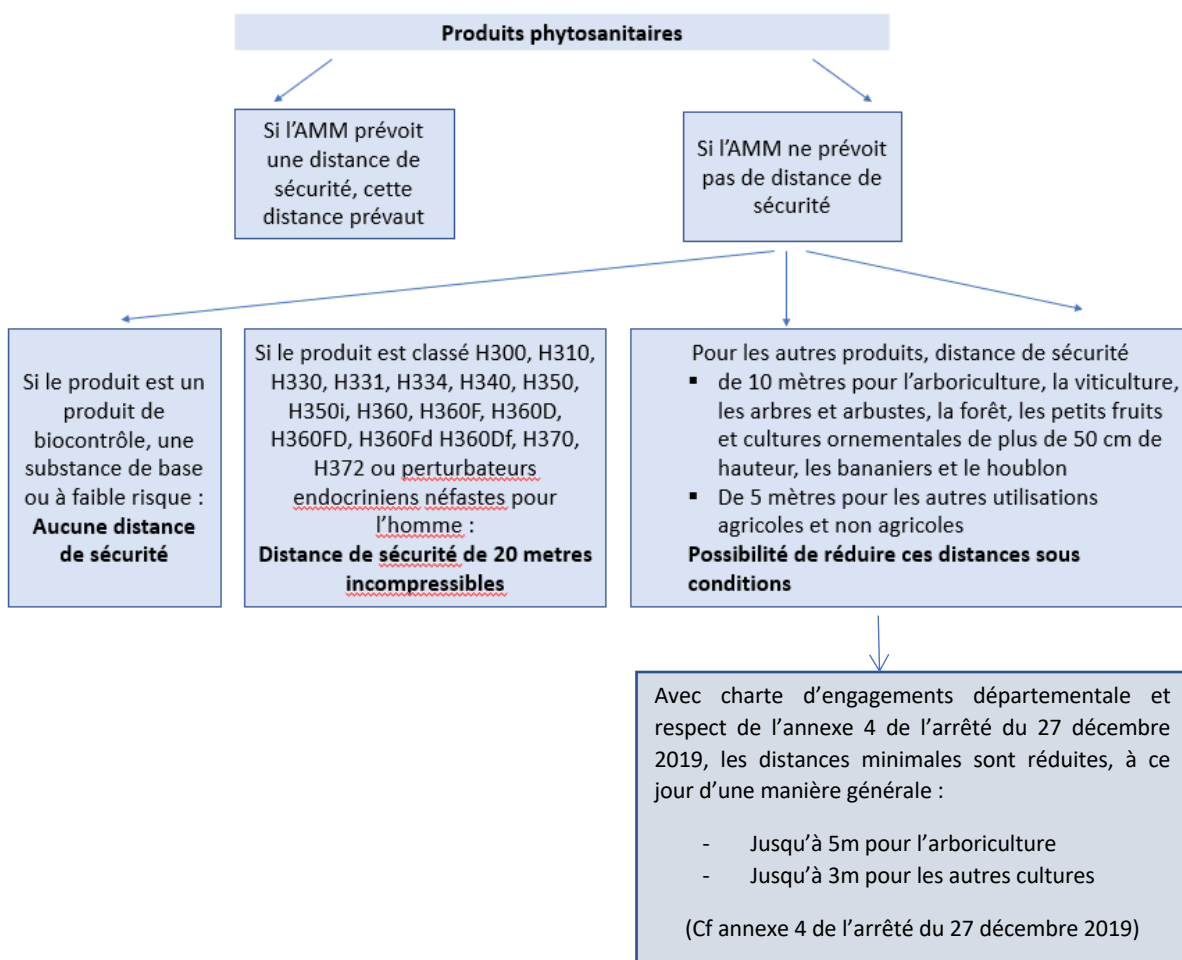 Produits phytosanitaires
Si l'AMM prévoit
une distance de
sécurité, cette
distance prévaut
Si l'AMM ne prévoit
pas de distance de
sécurité
Si le produit est un
produit de
biocontrôle, une
substance de base
ou à faible risque :
Aucune distance
de sécurité
Si le produit est classé H300, H310,
H330, H331, H334, H340, H350,
H350i, H360, H360F, H360D,
H360FD, H360Fd H360Df, H370,
H372 ou perturbateurs
endocriniens néfastes pour
l'homme :
Distance de sécurité de 20 metres
incompressibles
Pour les autres produits, distance de sécurité
▪ de 10 mètres pour l'arboriculture, la viticulture,
les arbres et arbustes, la forêt, les petits fruits
et cultures ornementales de plus de 50 cm de
hauteur, les bananiers et le houblon
▪ De 5 mètres pour les autres utilisations
agricoles et non agricoles
Possibilité de réduire ces distances sous
conditions
Avec charte d'engagements départementale et
respect de l'annexe 4 de l'arrêté du 27 décembre
2019, les distances minimales sont réduites, à ce
jour d'une manière générale :
- Jusqu'à 5m pour l'arboriculture
- Jusqu'à 3m pour les autres cultures
(Cf annexe 4 de l'arrêté du 27 décembre 2019)